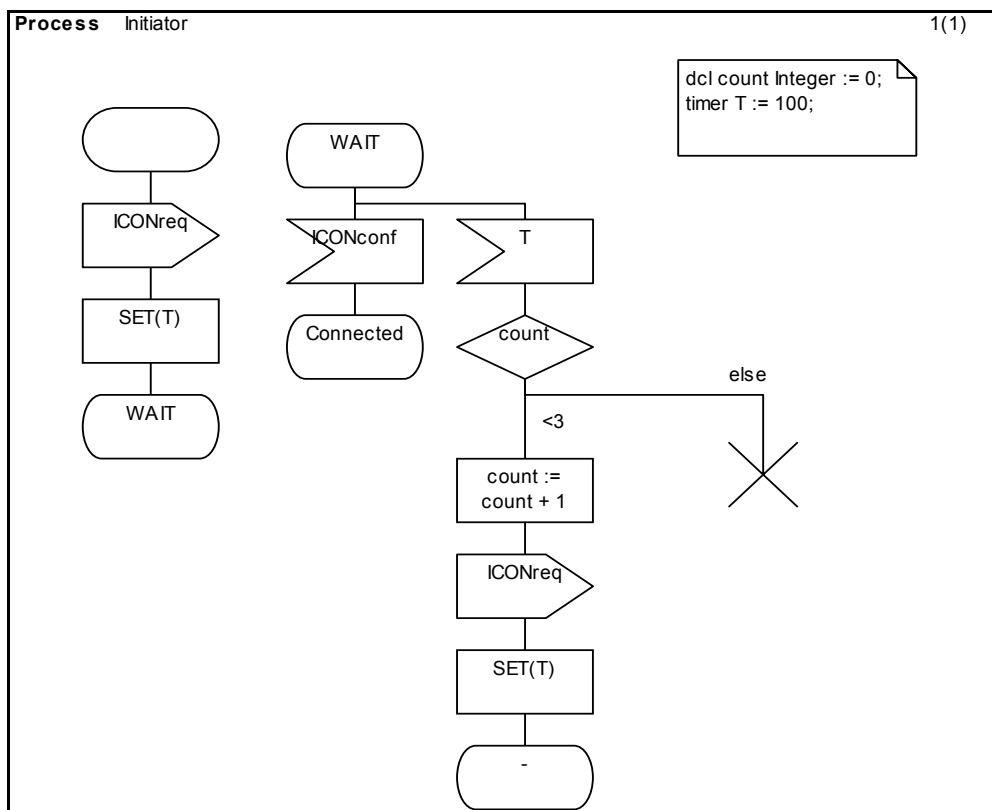 Process Initiator 1(1)
dcl count Integer := 0;
timer T := 100;
ICONreq
SET(T)
WAIT
WAIT
ICONconf
Connected
T
count
else
<3
count :=
count + 1
ICONreq
SET(T)
-